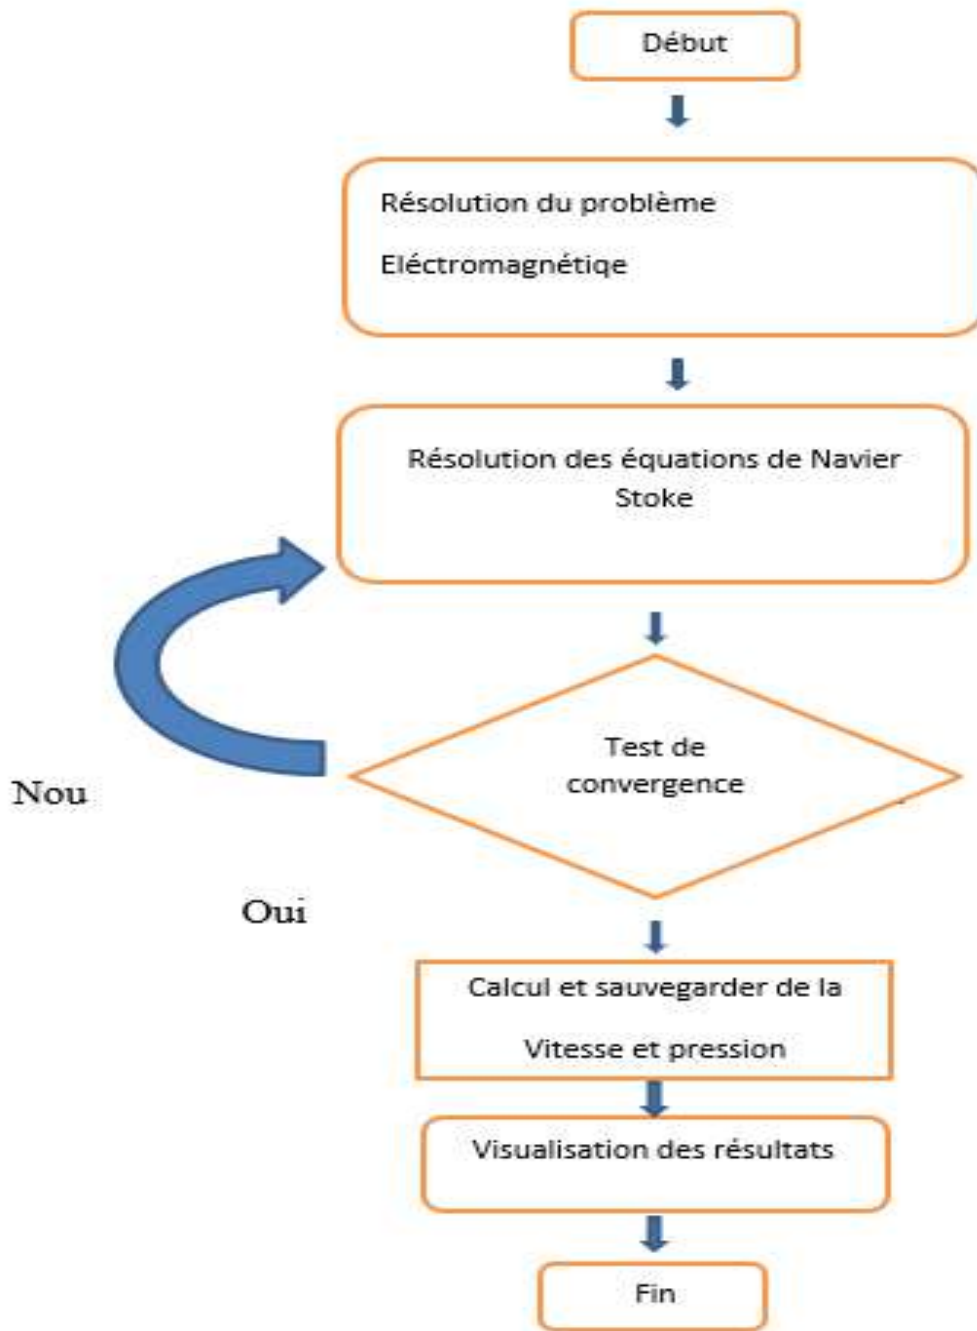 Début
Résolution du problème
Eléctromagnétiqe
Résolution des équations de Navier
Stoke
Test de
convergence
Nou
Oui
Calcul et sauvegarder de la
Vitesse et pression
Visualisation des résultats
Fin